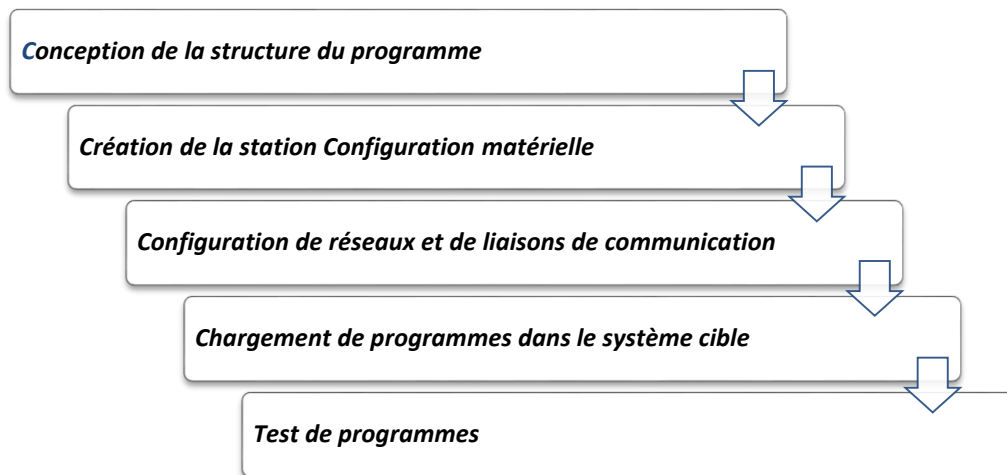 Conception de la structure du programme
Création de la station Configuration matérielle
Configuration de réseaux et de liaisons de communication
Chargement de programmes dans le système cible
Test de programmes